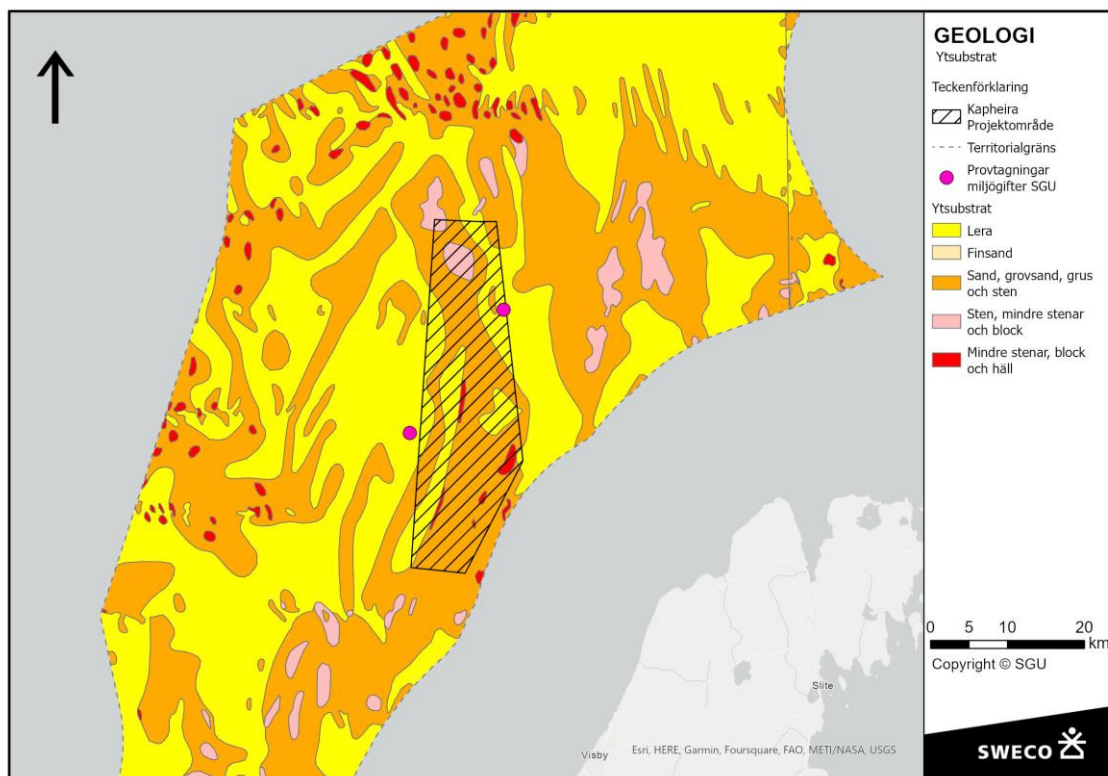 GEOLOGI
Ytsubstrat
Teckenförklaring
Kapheira
Projektområde
Territorialgräns
Provtagningar
miljögifter SGU
Ytsubstrat
Lera
Finsand
Sand, grovsand, grus
och sten
Sten, mindre stenar
och block
Mindre stenar, block
och häll
0 5 10 20
km
Copyright © SGU
Slite
Visby
Esri, HERE, Garmin, Foursquare, FAO, METI/NASA, USGS
SWECO